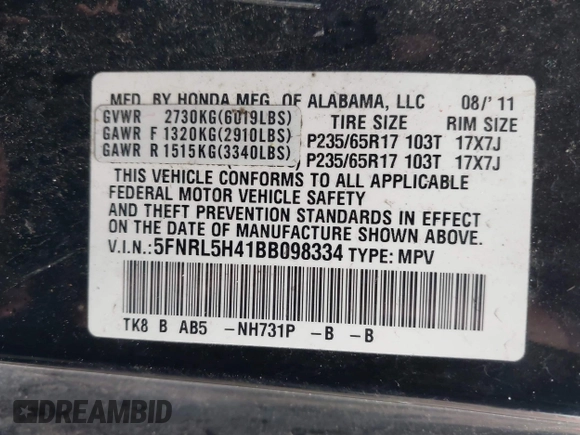 MFD. BY HONDA MFG. OF ALABAMA, LLC 08/'11
GVWR 2730KG(6019LBS) TIRE SIZE RIM SIZE
GAWR F 1320KG(2910LBS) P235/65R17 103T 17X7J
GAWR R 1515KG(3340LBS) P235/65R17 103T 17X7J
THIS VEHICLE CONFORMS TO ALL APPLICABLE
FEDERAL MOTOR VEHICLE SAFETY
AND THEFT PREVENTION STANDARDS IN EFFECT
ON THE DATE OF MANUFACTURE SHOWN ABOVE.
V.I.N.: 5FNRL5H41BB098334 TYPE: MPV
TK8 B AB5 -NH731P -B -B
DREAMBID